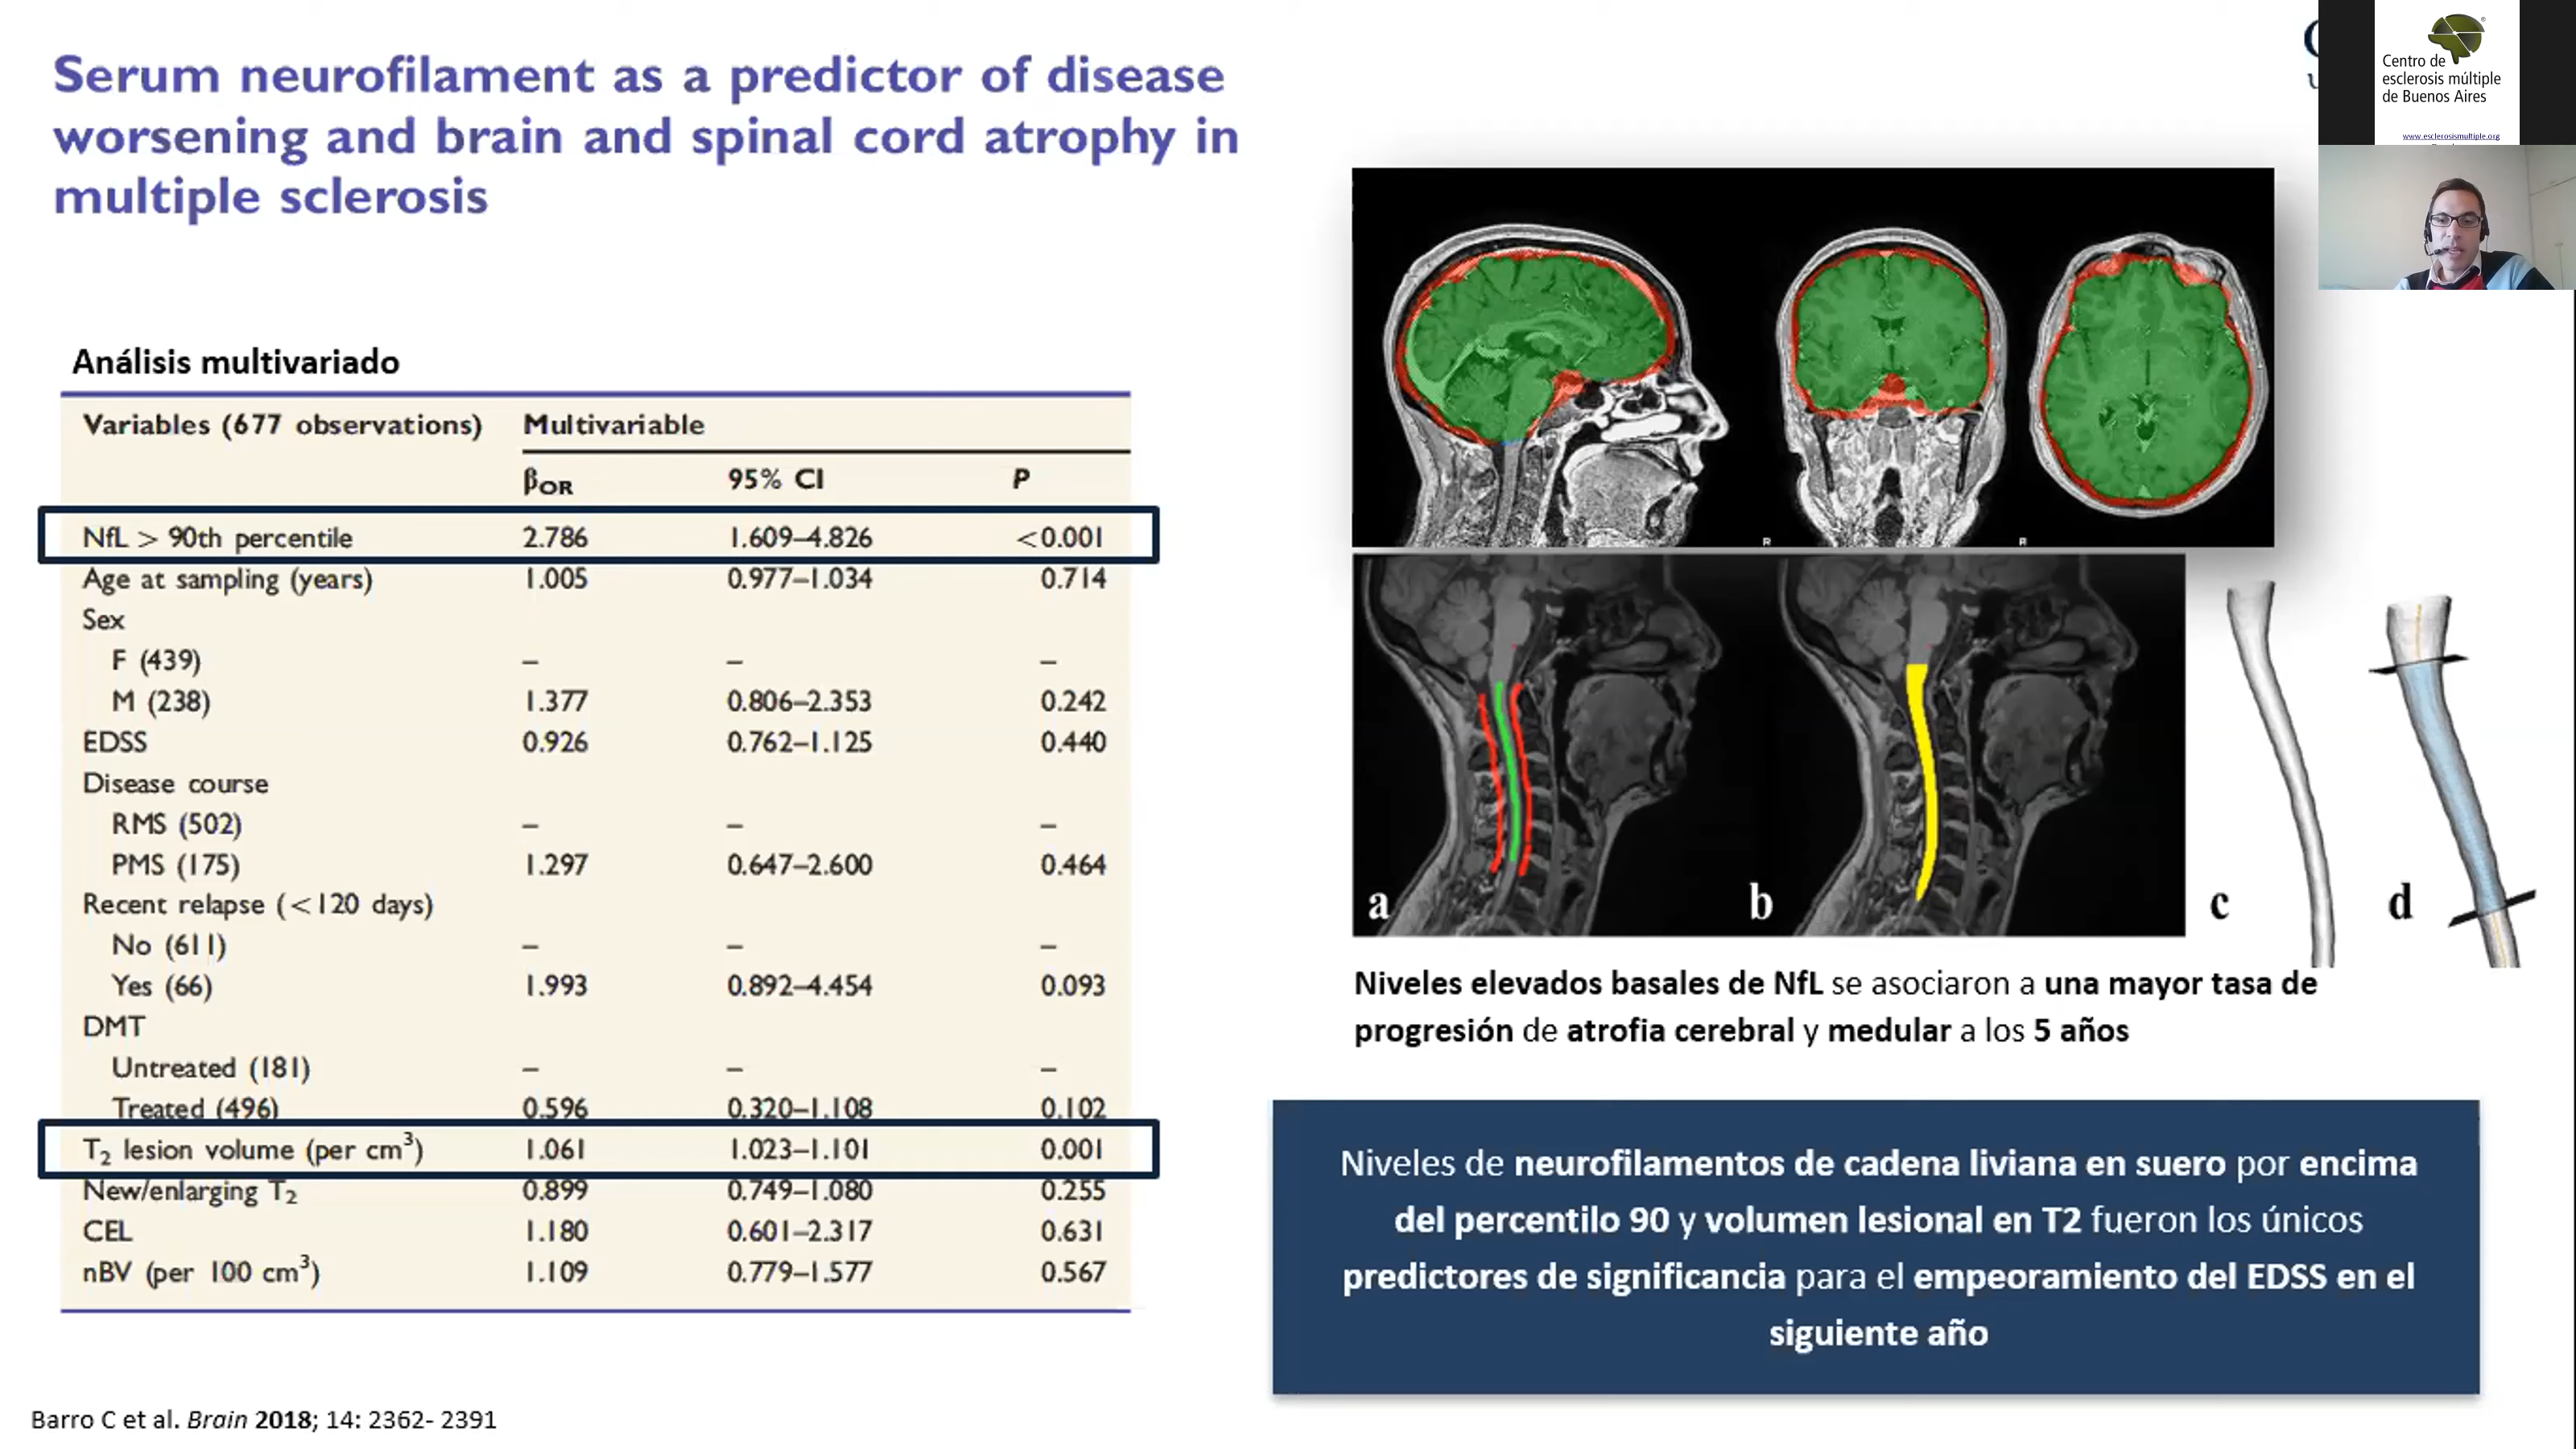 Serum neurofilament as a predictor of disease
worsening and brain and spinal cord atrophy in
multiple sclerosis
Centro de
esclerosis múltiple
de Buenos Aires
www.esclerosismultiple.org
Análisis multivariado
Variables (677 observations) Multivariable
βOR 95% CI P
NfL > 90th percentile 2.786 1.609–4.826 <0.001
Age at sampling (years) 1.005 0.977–1.034 0.714
Sex
F (439) – – –
M (238) 1.377 0.806–2.353 0.242
EDSS 0.926 0.762–1.125 0.440
Disease course
RMS (502) – – –
PMS (175) 1.297 0.647–2.600 0.464
Recent relapse (<120 days)
No (611) – – –
Yes (66) 1.993 0.892–4.454 0.093
DMT
Untreated (181) – – –
Treated (496) 0.596 0.320–1.108 0.102
T2 lesion volume (per cm³) 1.061 1.023–1.101 0.001
New/enlarging T2 0.899 0.749–1.080 0.255
CEL 1.180 0.601–2.317 0.631
nBV (per 100 cm³) 1.109 0.779–1.577 0.567
R R
a b c d
Niveles elevados basales de NfL se asociaron a una mayor tasa de
progresión de atrofia cerebral y medular a los 5 años
Niveles de neurofilamentos de cadena liviana en suero por encima
del percentilo 90 y volumen lesional en T2 fueron los únicos
predictores de significancia para el empeoramiento del EDSS en el
siguiente año
Barro C et al. Brain 2018; 14: 2362- 2391